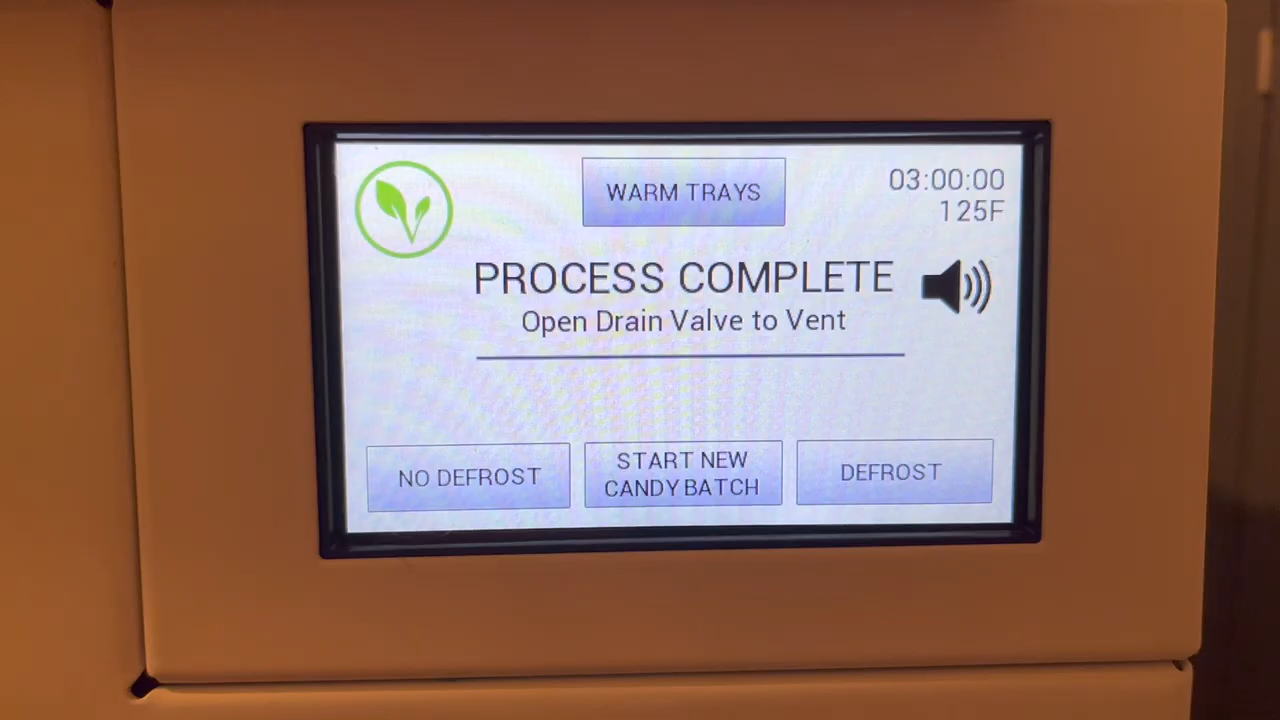 WARM TRAYS
03:00:00
125F
PROCESS COMPLETE
Open Drain Valve to Vent
NO DEFROST
START NEW
CANDY BATCH
DEFROST